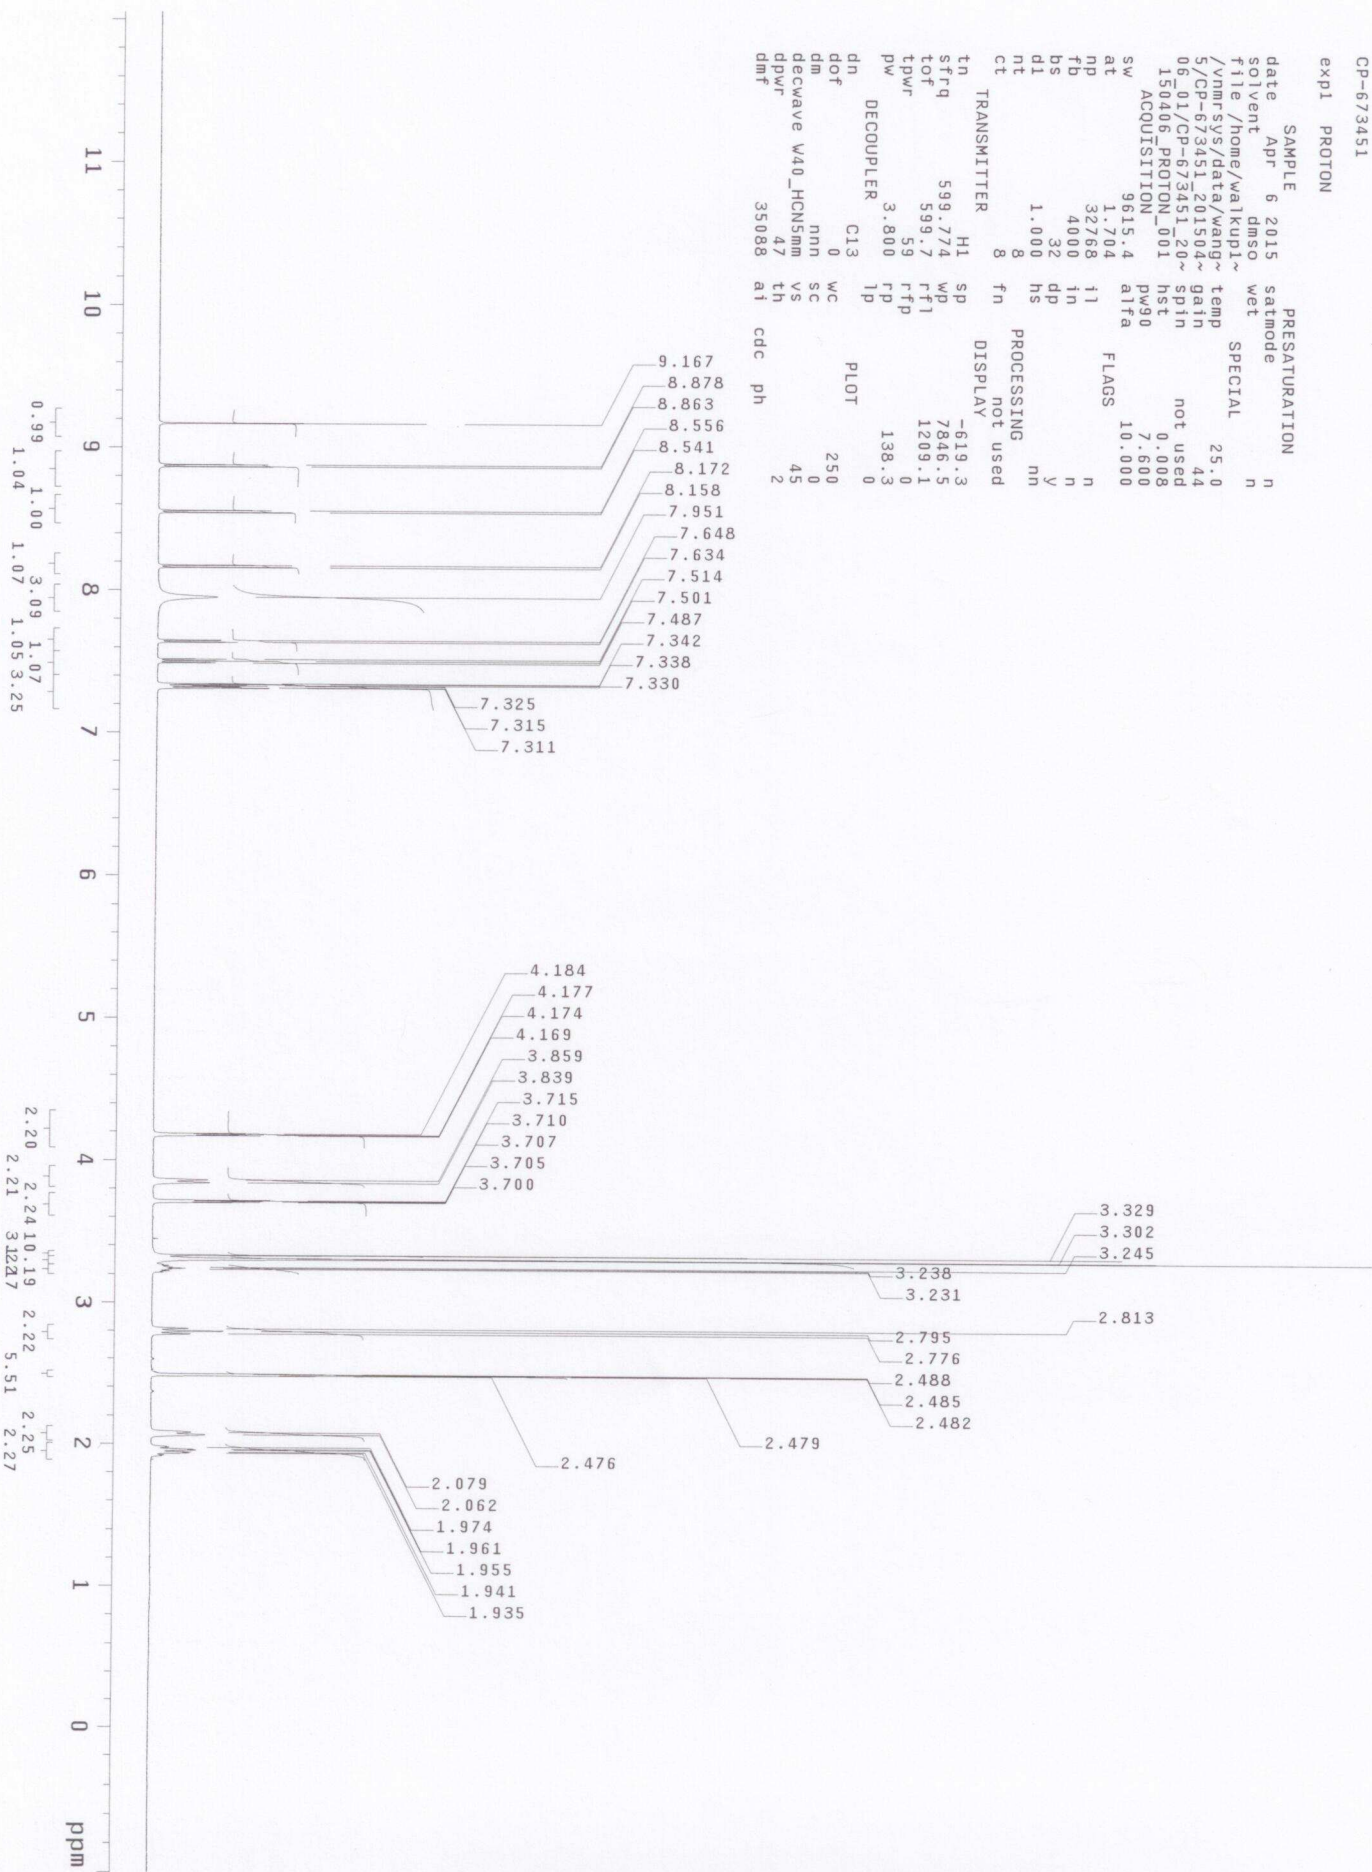 CP-673451
exp1 PROTON
SAMPLE PRESATURATION
date Apr 6 2015 satmode n
solvent dmso wet n
file /home/walkup1~ SPECIAL
/vnmrsys/data/wang~ temp 25.0
5/CP-673451_201504~ gain 44
06_01/CP-673451_20~ spin not used
150406_PROTON_001 hst 0.008
ACQUISITION pw90 7.600
sw 9615.4 alfa 10.000
at 1.704 FLAGS
np 32768 il n
fb 4000 in n
bs 32 dp y
d1 1.000 hs nn
nt 8 PROCESSING
ct 8 fn not used
TRANSMITTER DISPLAY
tn H1 sp -619.3
sfrq 599.774 wp 7846.5
tof 599.7 rfl 1209.1
tpwr 59 rfp 0
pw 3.800 rp 138.3
DECOUPLER lp 0
dn C13 PLOT
dof 0 wc 250
dm nnn sc 0
decwave W40_HCN5mm vs 45
dpwr 47 th 2
dmf 35088 ai cdc ph
9.167
8.878
8.863
8.556
8.541
8.172
8.158
7.951
7.648
7.634
7.514
7.501
7.487
7.342
7.338
7.330
7.325
7.315
7.311
4.184
4.177
4.174
4.169
3.859
3.839
3.715
3.710
3.707
3.705
3.700
3.329
3.302
3.245
3.238
3.231
2.813
2.795
2.776
2.488
2.485
2.482
2.479
2.476
2.079
2.062
1.974
1.961
1.955
1.941
1.935
11 10 9 8 7 6 5 4 3 2 1 0 ppm
0.99 1.00 3.09 1.07 2.20 2.24 10.19 2.22 2.25
1.04 1.07 1.05 3.25 2.21 5.51 2.27